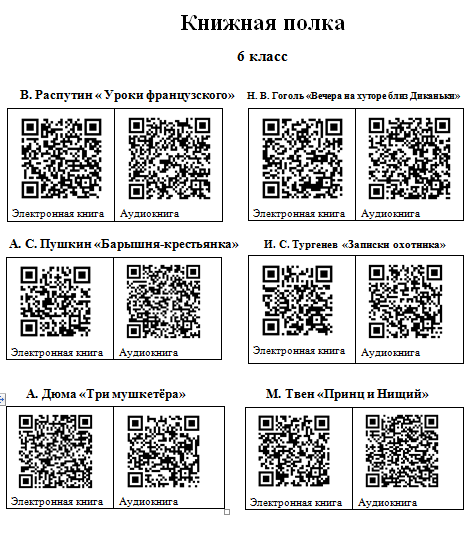 Книжная полка
6 класс
В. Распутин « Уроки французского»
Н. В. Гоголь «Вечера на хуторе близ Диканьки»
Электронная книга
Аудиокнига
Электронная книга
Аудиокнига
А. С. Пушкин «Барышня-крестьянка»
И. С. Тургенев «Записки охотника»
Электронная книга
Аудиокнига
Электронная книга
Аудиокнига
А. Дюма «Три мушкетёра»
М. Твен «Принц и Нищий»
Электронная книга
Аудиокнига
Электронная книга
Аудиокнига